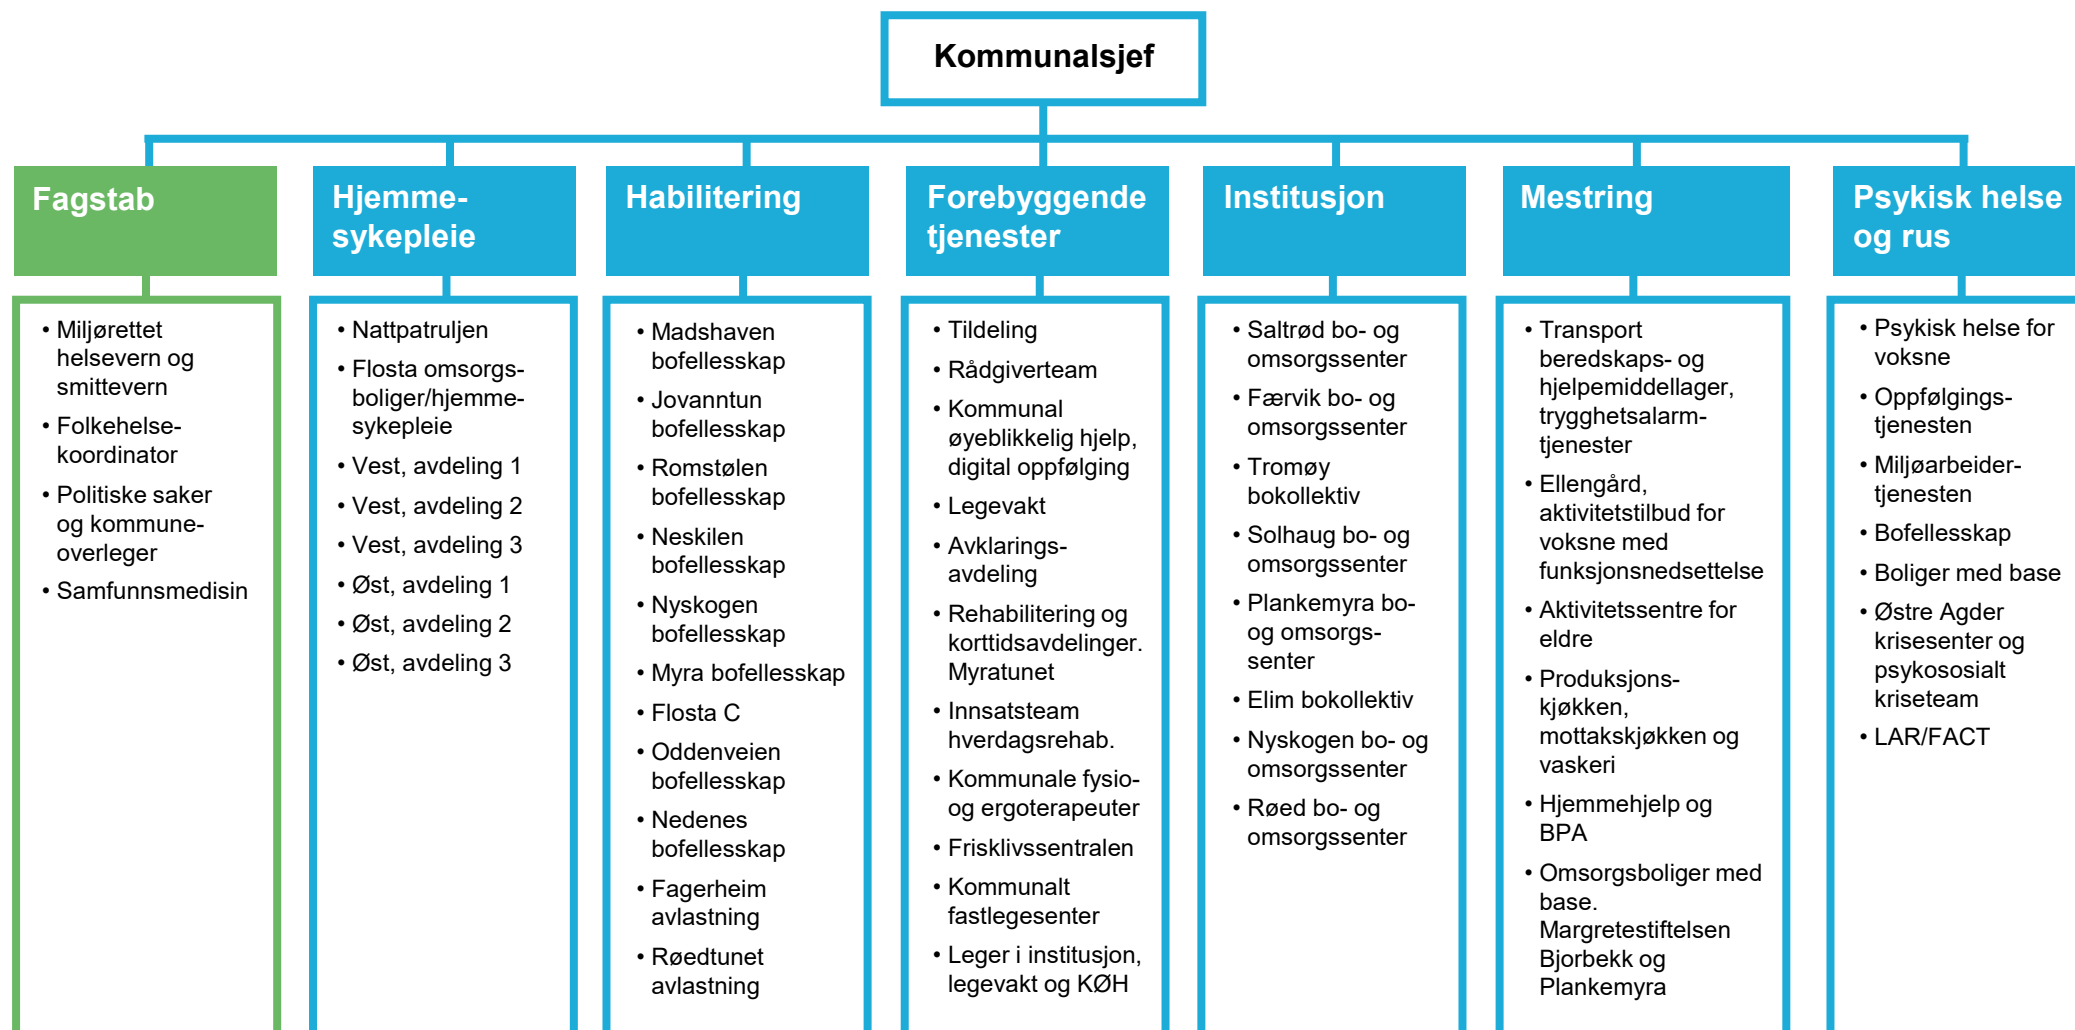 Kommunalsjef
Fagstab
• Miljørettet
helsevern og
smittevern
• Folkehelse-
koordinator
• Politiske saker
og kommune-
overleger
• Samfunnsmedisin
Hjemme-
sykepleie
• Nattpatruljen
• Flosta omsorgs-
boliger/hjemme-
sykepleie
• Vest, avdeling 1
• Vest, avdeling 2
• Vest, avdeling 3
• Øst, avdeling 1
• Øst, avdeling 2
• Øst, avdeling 3
Habilitering
• Madshaven
bofellesskap
• Jovanntun
bofellesskap
• Romstølen
bofellesskap
• Neskilen
bofellesskap
• Nyskogen
bofellesskap
• Myra bofellesskap
• Flosta C
• Oddenveien
bofellesskap
• Nedenes
bofellesskap
• Fagerheim
avlastning
• Røedtunet
avlastning
Forebyggende
tjenester
• Tildeling
• Rådgiverteam
• Kommunal
øyeblikkelig hjelp,
digital oppfølging
• Legevakt
• Avklarings-
avdeling
• Rehabilitering og
korttidsavdelinger.
Myratunet
• Innsatsteam
hverdagsrehab.
• Kommunale fysio-
og ergoterapeuter
• Frisklivssentralen
• Kommunalt
fastlegesenter
• Leger i institusjon,
legevakt og KØH
Institusjon
• Saltrød bo- og
omsorgssenter
• Færvik bo- og
omsorgssenter
• Tromøy
bokollektiv
• Solhaug bo- og
omsorgssenter
• Plankemyra bo-
og omsorgs-
senter
• Elim bokollektiv
• Nyskogen bo- og
omsorgssenter
• Røed bo- og
omsorgssenter
Mestring
• Transport
beredskaps- og
hjelpemiddellager,
trygghetsalarm-
tjenester
• Ellengård,
aktivitetstilbud for
voksne med
funksjonsnedsettelse
• Aktivitetssentre for
eldre
• Produksjons-
kjøkken,
mottakskjøkken og
vaskeri
• Hjemmehjelp og
BPA
• Omsorgsboliger med
base.
Margretestiftelsen
Bjorbekk og
Plankemyra
Psykisk helse
og rus
• Psykisk helse for
voksne
• Oppfølgings-
tjenesten
• Miljøarbeider-
tjenesten
• Bofellesskap
• Boliger med base
• Østre Agder
krisesenter og
psykososialt
kriseteam
• LAR/FACT